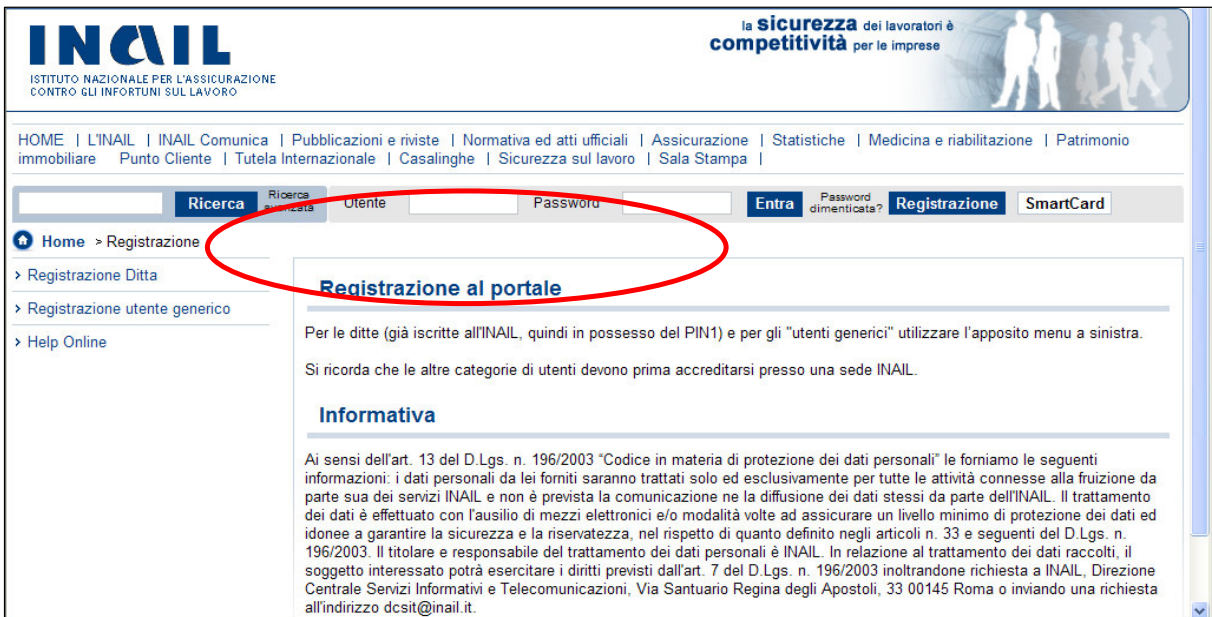 la sicurezza dei lavoratori è
competitività per le imprese
INAIL
ISTITUTO NAZIONALE PER L'ASSICURAZIONE
CONTRO GLI INFORTUNI SUL LAVORO
HOME | L'INAIL | INAIL Comunica | Pubblicazioni e riviste | Normativa ed atti ufficiali | Assicurazione | Statistiche | Medicina e riabilitazione | Patrimonio
immobiliare Punto Cliente | Tutela Internazionale | Casalinghe | Sicurezza sul lavoro | Sala Stampa |
Ricerca Ricerca avanzata Utente Password Entra Password dimenticata? Registrazione SmartCard
Home > Registrazione
> Registrazione Ditta
> Registrazione utente generico
> Help Online
Registrazione al portale
Per le ditte (già iscritte all'INAIL, quindi in possesso del PIN1) e per gli "utenti generici" utilizzare l'apposito menu a sinistra.
Si ricorda che le altre categorie di utenti devono prima accreditarsi presso una sede INAIL.
Informativa
Ai sensi dell'art. 13 del D.Lgs. n. 196/2003 “Codice in materia di protezione dei dati personali” le forniamo le seguenti
informazioni: i dati personali da lei forniti saranno trattati solo ed esclusivamente per tutte le attività connesse alla fruizione da
parte sua dei servizi INAIL e non è prevista la comunicazione ne la diffusione dei dati stessi da parte dell'INAIL. Il trattamento
dei dati è effettuato con l'ausilio di mezzi elettronici e/o modalità volte ad assicurare un livello minimo di protezione dei dati ed
idonee a garantire la sicurezza e la riservatezza, nel rispetto di quanto definito negli articoli n. 33 e seguenti del D.Lgs. n.
196/2003. Il titolare e responsabile del trattamento dei dati personali è INAIL. In relazione al trattamento dei dati raccolti, il
soggetto interessato potrà esercitare i diritti previsti dall'art. 7 del D.Lgs. n. 196/2003 inoltrandone richiesta a INAIL, Direzione
Centrale Servizi Informativi e Telecomunicazioni, Via Santuario Regina degli Apostoli, 33 00145 Roma o inviando una richiesta
all'indirizzo dcsit@inail.it.